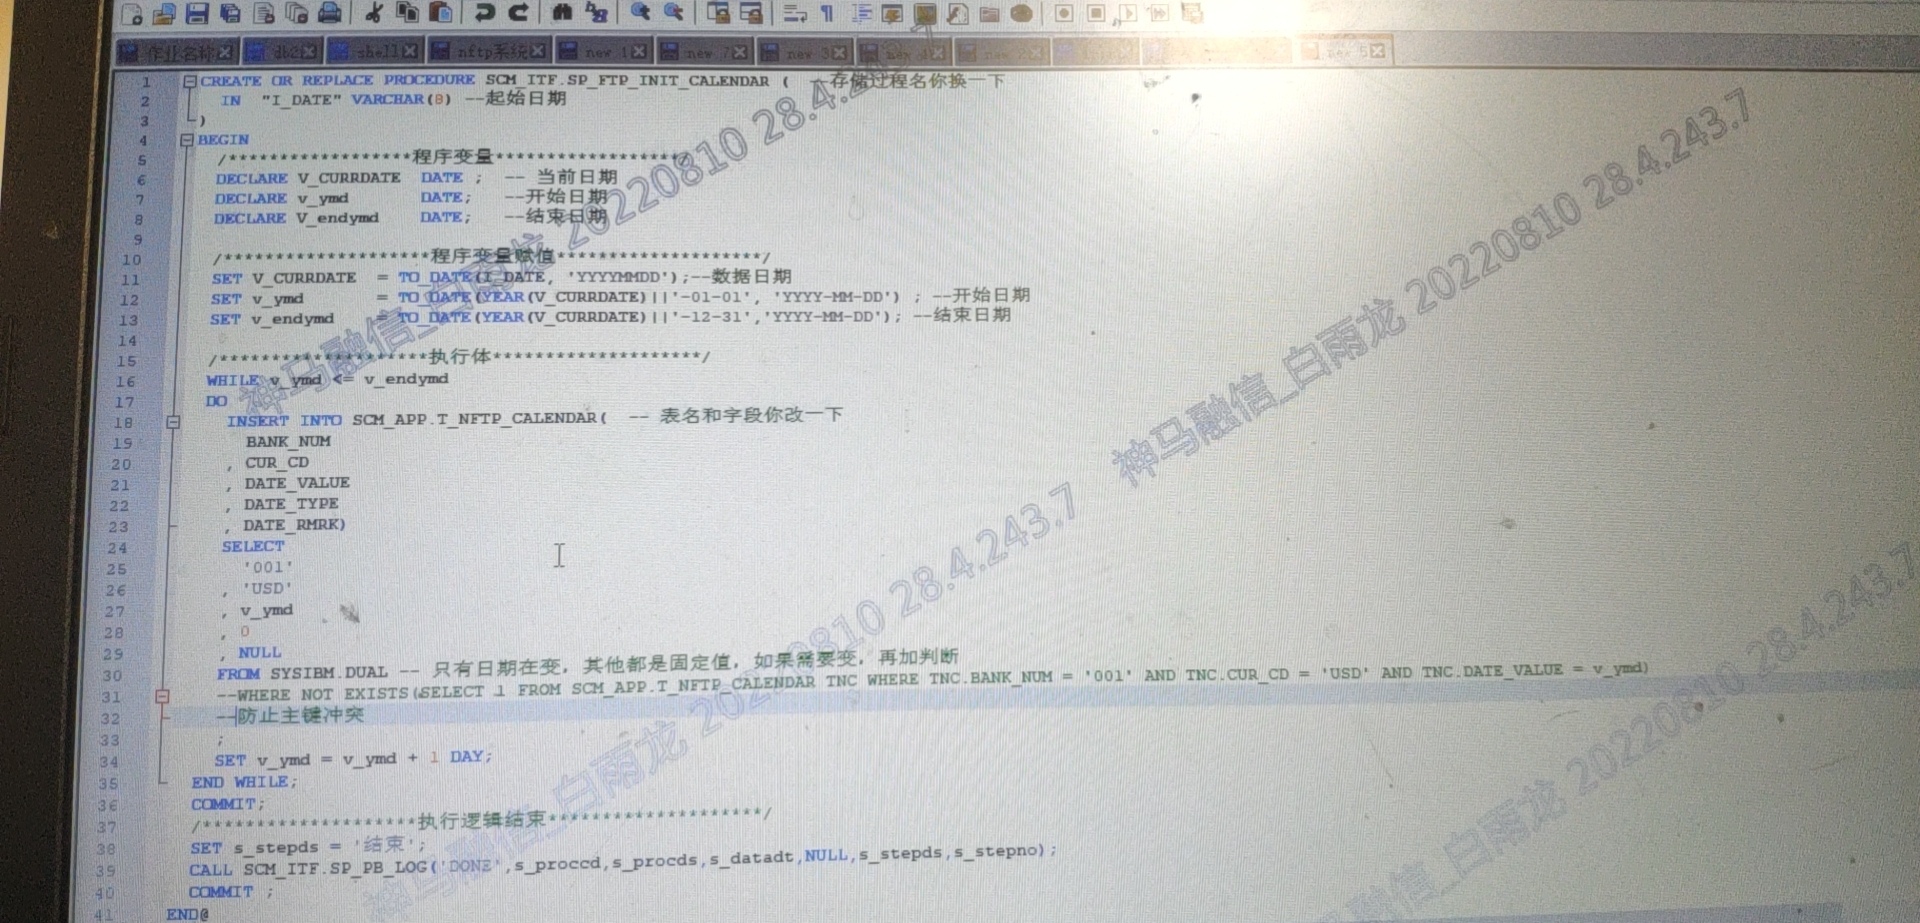 作业名称 db2 shell nftp系统 new 1 new 7 new 3 new 4 new 5
1 CREATE OR REPLACE PROCEDURE SCM_ITF.SP_FTP_INIT_CALENDAR ( --存储过程名你换一下
2 IN "I_DATE" VARCHAR(8) --起始日期
3 )
4 BEGIN
5 /******************程序变量******************/
6 DECLARE V_CURRDATE DATE ; -- 当前日期
7 DECLARE v_ymd DATE; --开始日期
8 DECLARE V_endymd DATE; --结束日期
9
10 /********************程序变量赋值********************/
11 SET V_CURRDATE = TO_DATE(I_DATE, 'YYYYMMDD');--数据日期
12 SET v_ymd = TO_DATE(YEAR(V_CURRDATE)||'-01-01', 'YYYY-MM-DD') ; --开始日期
13 SET v_endymd = TO_DATE(YEAR(V_CURRDATE)||'-12-31','YYYY-MM-DD'); --结束日期
14
15 /********************执行体********************/
16 WHILE v_ymd <= v_endymd
17 DO
18 INSERT INTO SCM_APP.T_NFTP_CALENDAR( -- 表名和字段你改一下
19 BANK_NUM
20 , CUR_CD
21 , DATE_VALUE
22 , DATE_TYPE
23 , DATE_RMRK)
24 SELECT
25 '001'
26 , 'USD'
27 , v_ymd
28 , 0
29 , NULL
30 FROM SYSIBM.DUAL -- 只有日期在变，其他都是固定值，如果需要变，再加判断
31 --WHERE NOT EXISTS(SELECT 1 FROM SCM_APP.T_NFTP_CALENDAR TNC WHERE TNC.BANK_NUM = '001' AND TNC.CUR_CD = 'USD' AND TNC.DATE_VALUE = v_ymd)
32 --防止主键冲突
33 ;
34 SET v_ymd = v_ymd + 1 DAY;
35 END WHILE;
36 COMMIT;
37 /********************执行逻辑结束********************/
38 SET s_stepds = '结束';
39 CALL SCM_ITF.SP_PB_LOG('DONE',s_proccd,s_procds,s_datadt,NULL,s_stepds,s_stepno);
40 COMMIT ;
41 END@
神马融信_白雨龙 20220810 28.4.2
神马融信_白雨龙 20220810 28.4.243.7
神马融信_白雨龙 20220810 28.4.243.7
融信_白雨龙 20220810 28.4.243.7